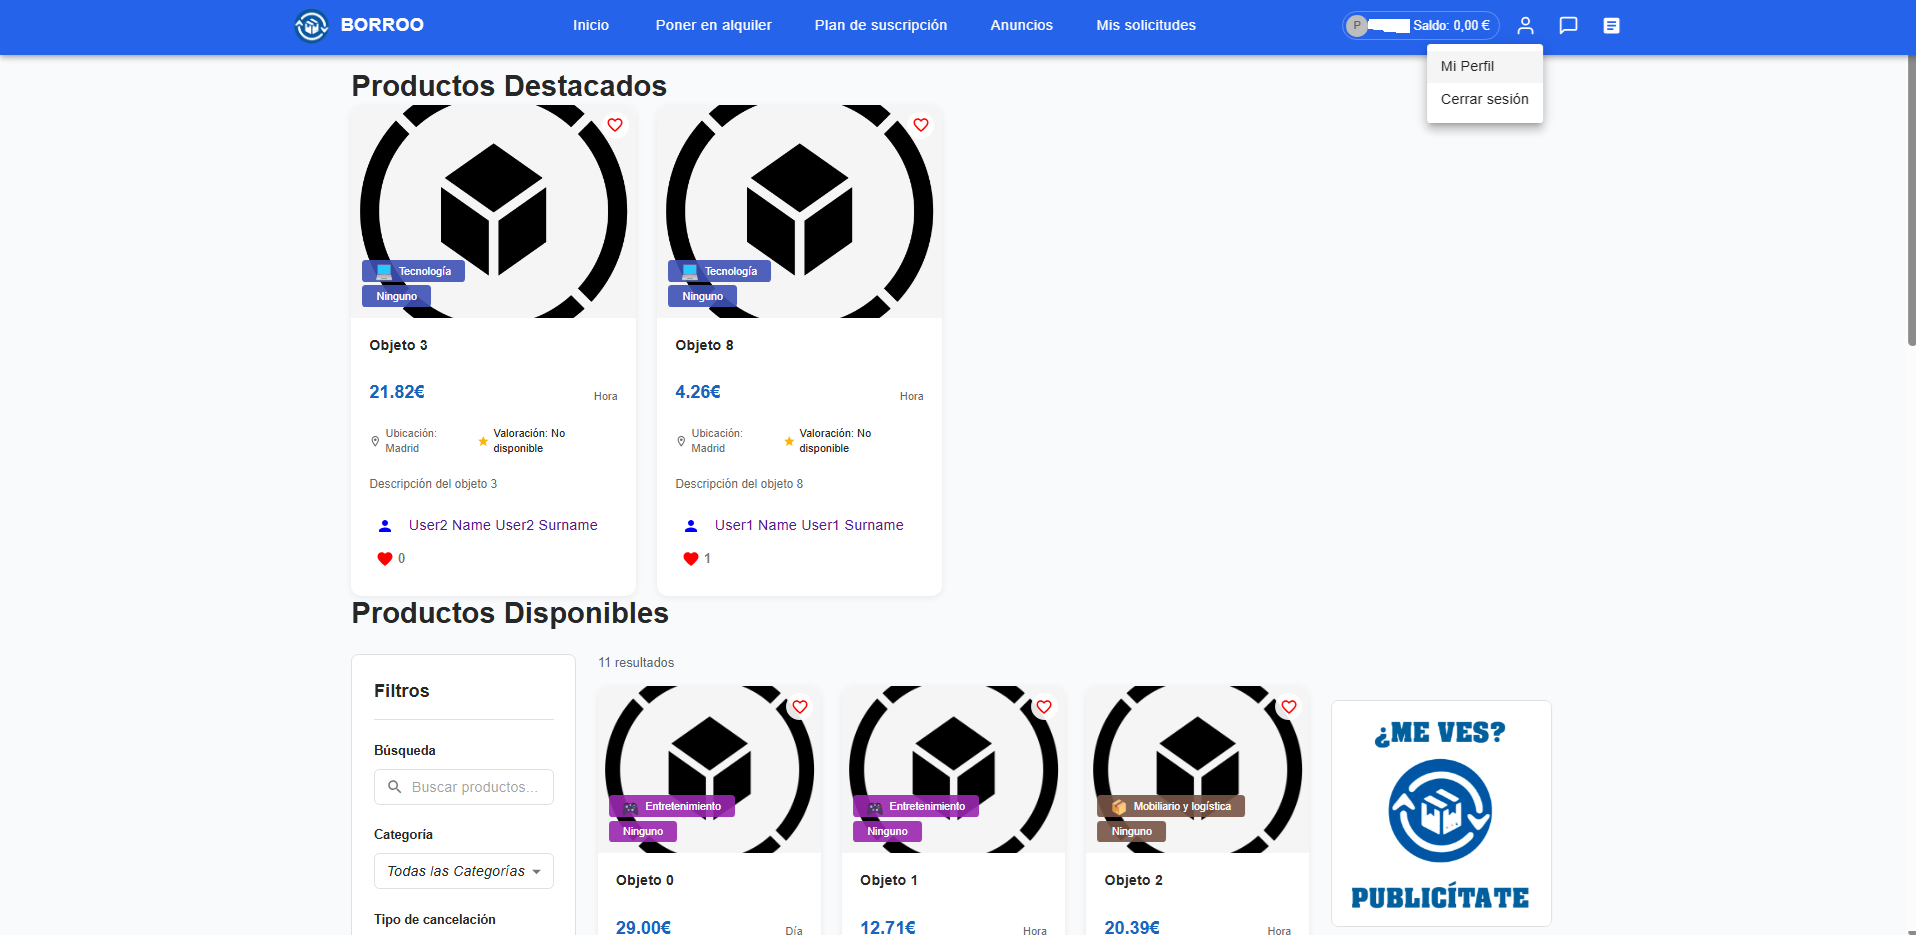 BORROO
Inicio
Poner en alquiler
Plan de suscripción
Anuncios
Mis solicitudes
P
Saldo: 0,00 €
Mi Perfil
Cerrar sesión
Productos Destacados
Tecnología
Ninguno
Objeto 3
21.82€
Hora
Ubicación:
Madrid
Valoración: No
disponible
Descripción del objeto 3
User2 Name User2 Surname
0
Tecnología
Ninguno
Objeto 8
4.26€
Hora
Ubicación:
Madrid
Valoración: No
disponible
Descripción del objeto 8
User1 Name User1 Surname
1
Productos Disponibles
Filtros
Búsqueda
Buscar productos...
Categoría
Todas las Categorías
Tipo de cancelación
11 resultados
Entretenimiento
Ninguno
Objeto 0
29.00€
Día
Entretenimiento
Ninguno
Objeto 1
12.71€
Hora
Mobiliario y logística
Ninguno
Objeto 2
20.39€
Hora
¿ME VES?
PUBLICÍTATE